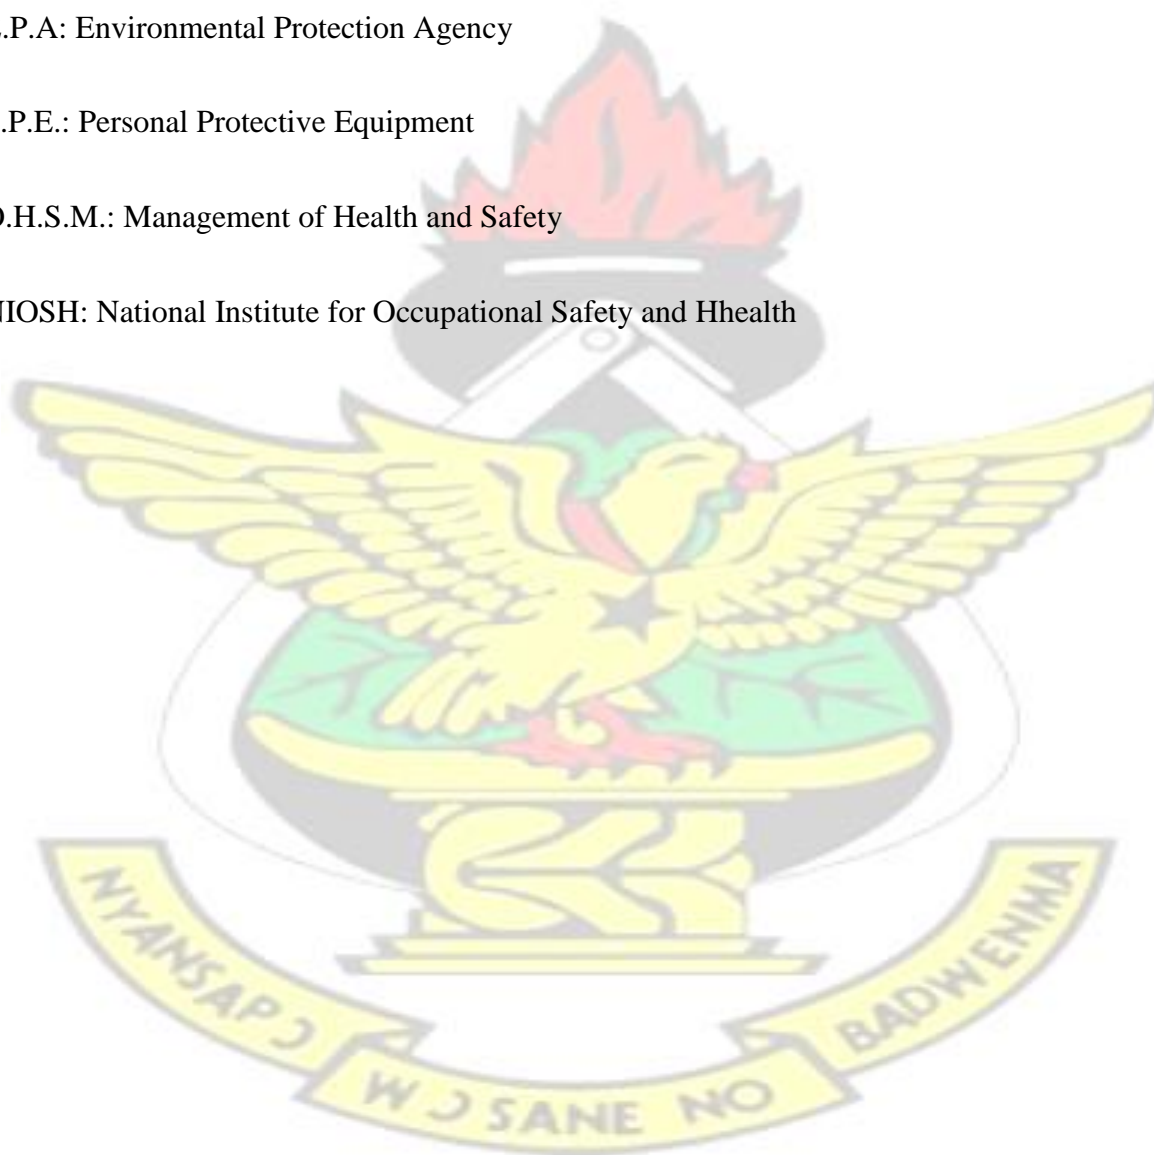 .P.A: Environmental Protection Agency
.P.E.: Personal Protective Equipment
O.H.S.M.: Management of Health and Safety
NIOSH: National Institute for Occupational Safety and Hhealth
NYANSAPƆ
WƆSANE NO
BADWENMA